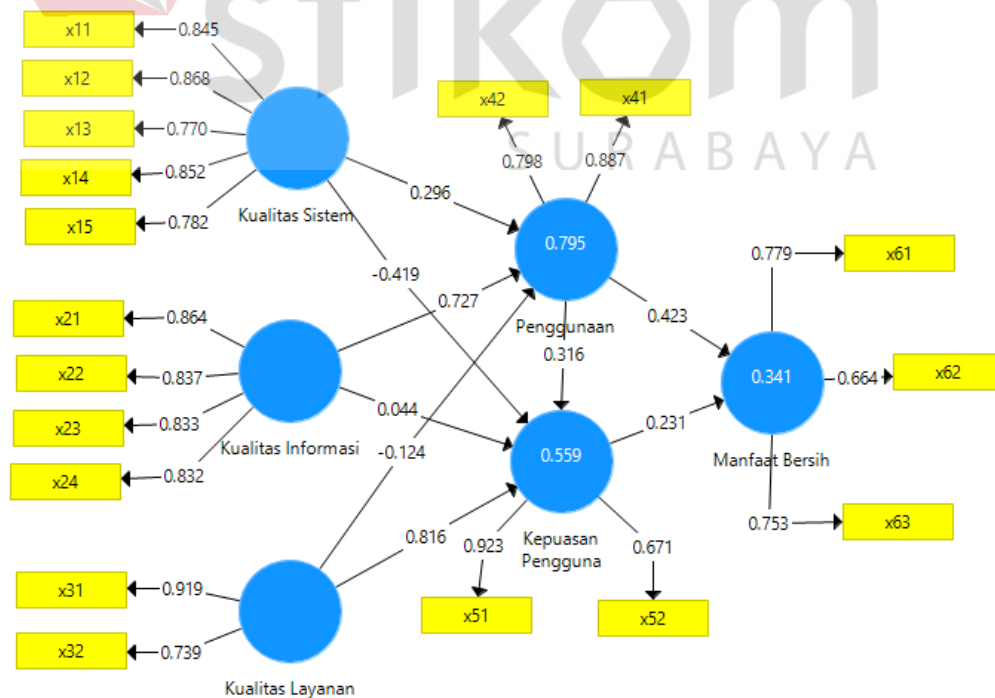 STIKOM
SURABAYA
x11
0.845
x12
0.868
x13
0.770
x14
0.852
x15
0.782
Kualitas Sistem
x42
x41
0.798
0.887
0.296
0.795
Penggunaan
-0.419
0.727
0.316
0.423
x21
0.864
x22
0.837
x23
0.833
x24
0.832
Kualitas Informasi
0.044
-0.124
0.559
Kepuasan
Pengguna
0.231
0.816
0.923
0.671
x51
x52
0.341
Manfaat Bersih
0.779
x61
0.664
x62
0.753
x63
x31
0.919
x32
0.739
Kualitas Layanan